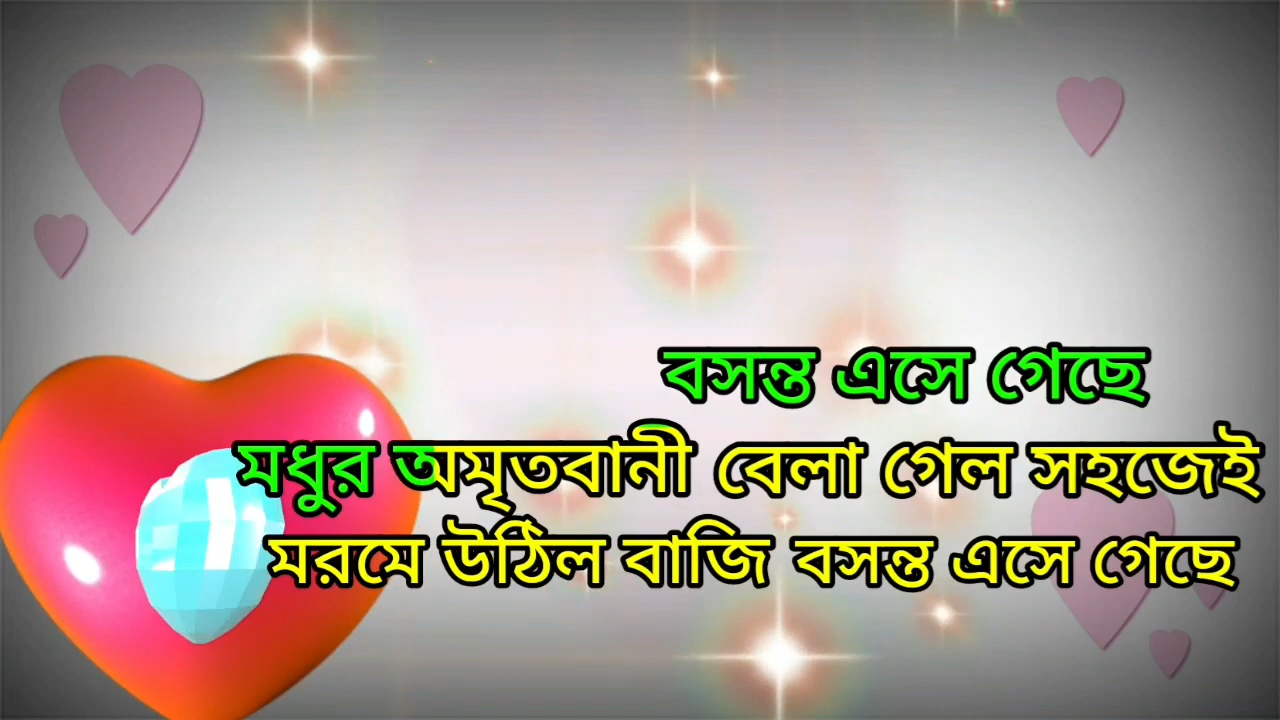 বসন্ত এসে গেছে
মধুর অমৃতবানী বেলা গেল সহজেই
মরমে উঠিল বাজি বসন্ত এসে গেছে